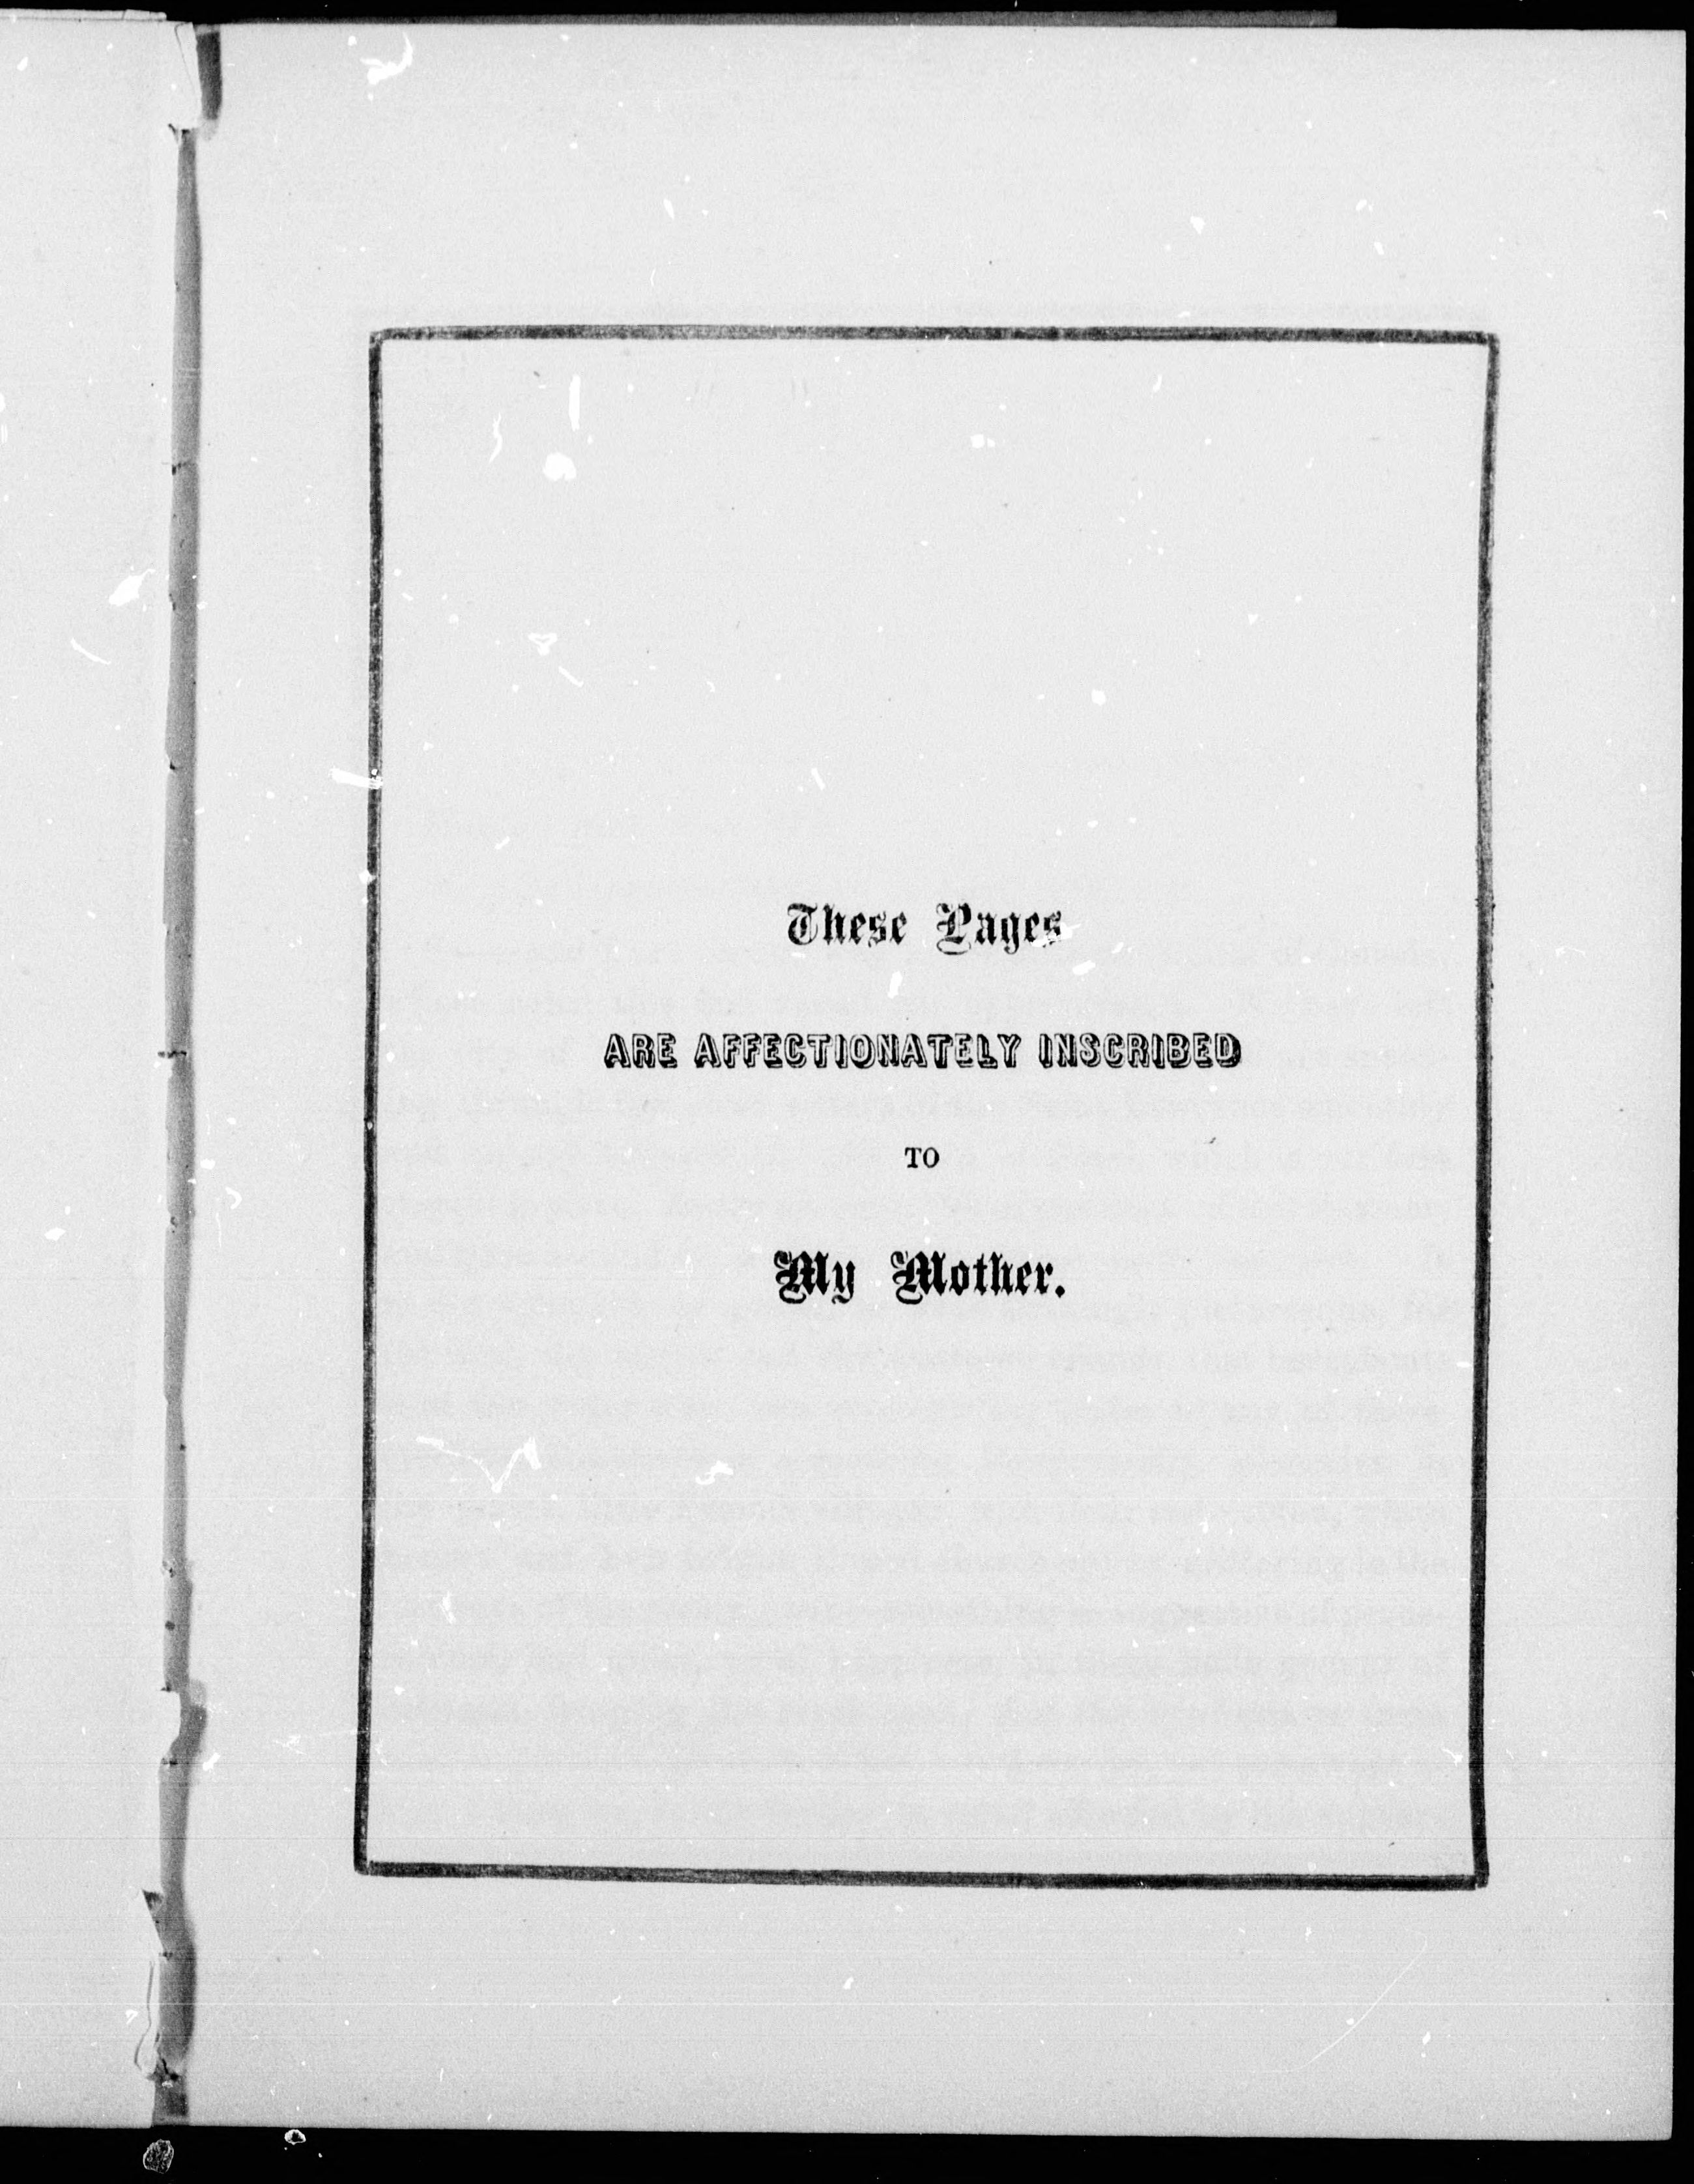 These Pages
ARE AFFECTIONATELY INSCRIBED
TO
My Mother.